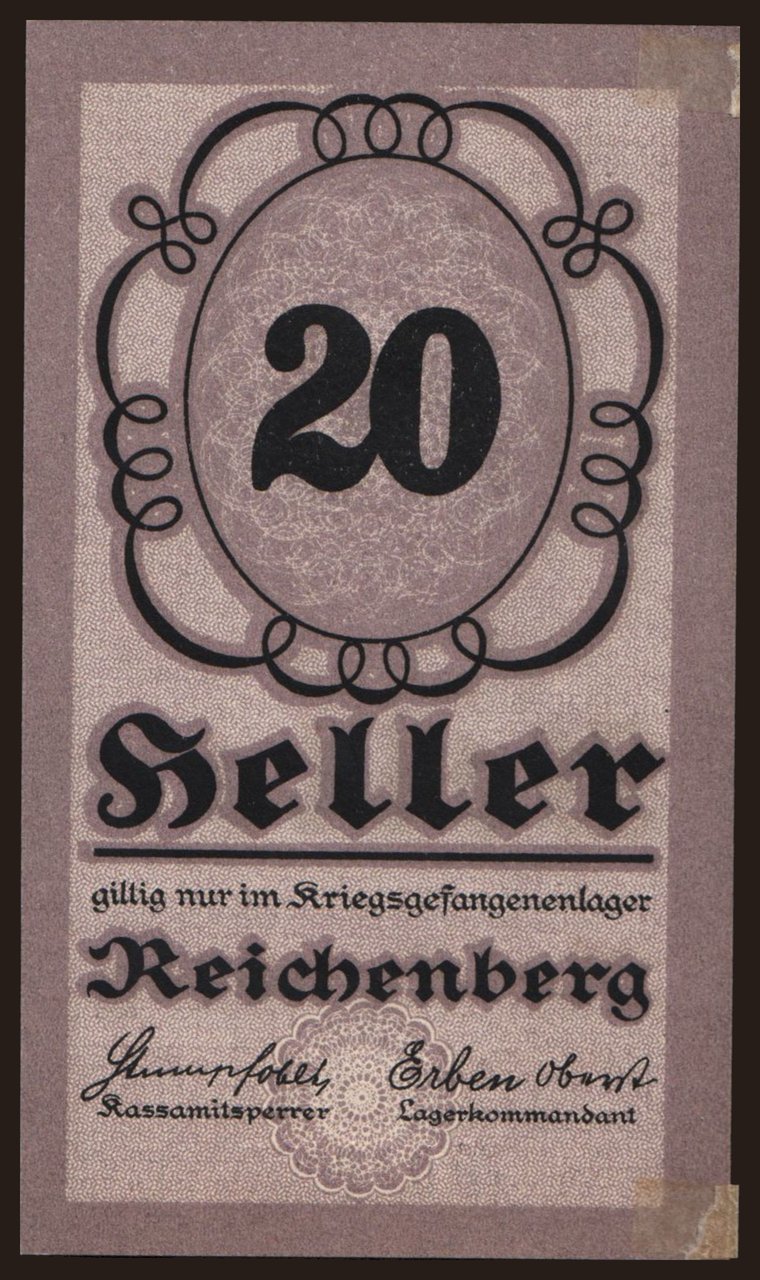 20
Heller
giltig nur im Kriegsgefangenenlager
Reichenberg
Erben Oberst
Kassamitsperrer Lagerkommandant